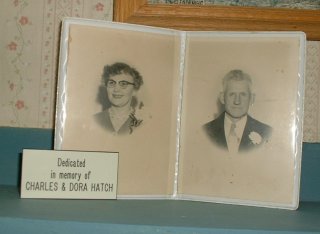 Dedicated
in memory of
CHARLES & DORA HATCH